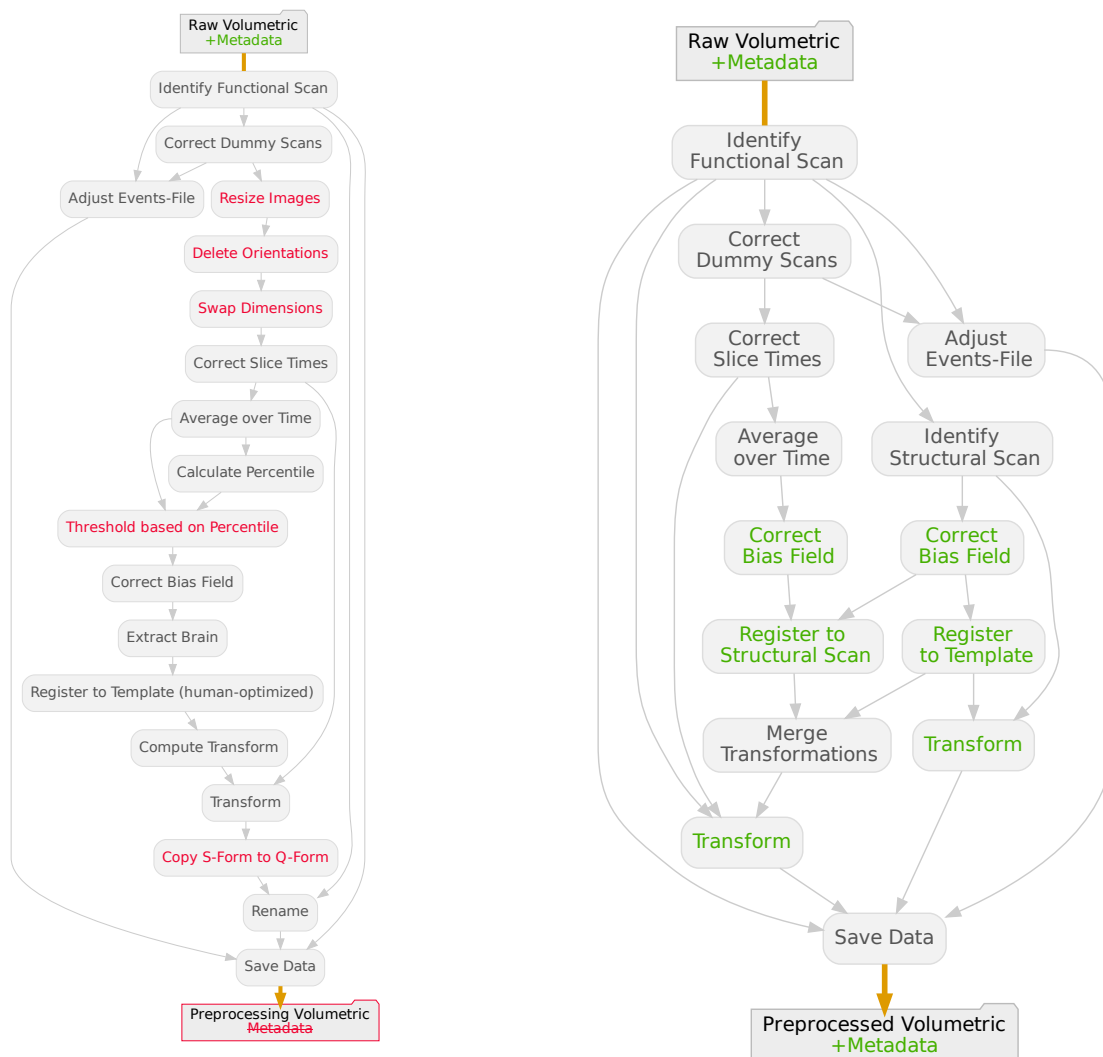 Raw Volumetric
+Metadata
Identify Functional Scan
Correct Dummy Scans
Adjust Events-File
Resize Images
Delete Orientations
Swap Dimensions
Correct Slice Times
Average over Time
Calculate Percentile
Threshold based on Percentile
Correct Bias Field
Extract Brain
Register to Template (human-optimized)
Compute Transform
Transform
Copy S-Form to Q-Form
Rename
Save Data
Preprocessing Volumetric
Metadata
Raw Volumetric
+Metadata
Identify
Functional Scan
Correct
Dummy Scans
Correct
Slice Times
Adjust
Events-File
Average
over Time
Identify
Structural Scan
Correct
Bias Field
Correct
Bias Field
Register to
Structural Scan
Register
to Template
Merge
Transformations
Transform
Transform
Save Data
Preprocessed Volumetric
+Metadata